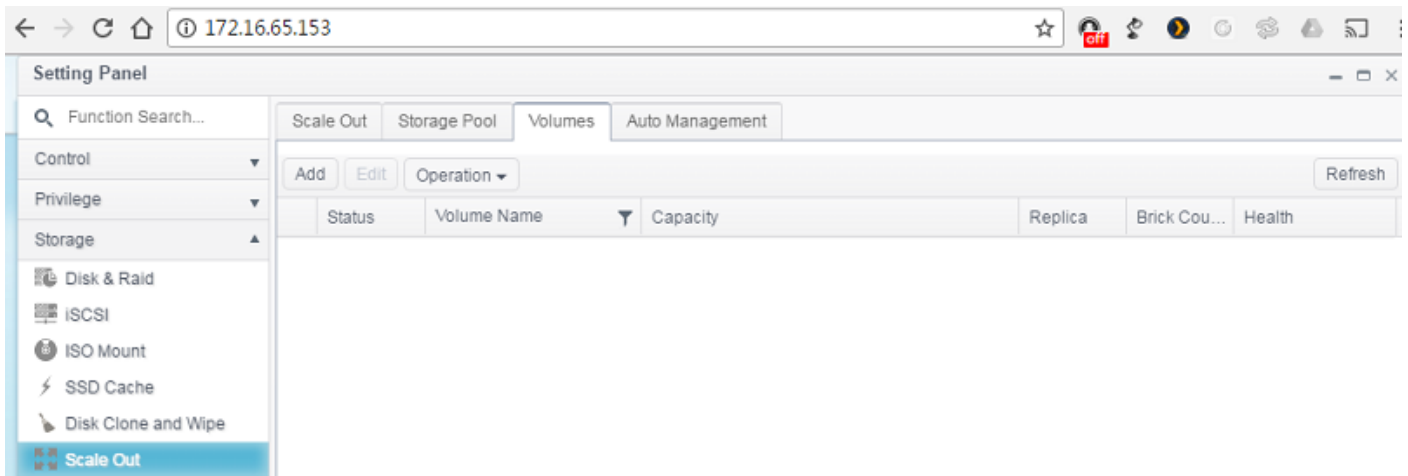 172.16.65.153
off
Setting Panel
Function Search...
Scale Out Storage Pool Volumes Auto Management
Control
Add Edit Operation Refresh
Privilege
Status Volume Name Capacity Replica Brick Cou... Health
Storage
Disk & Raid
iSCSI
ISO Mount
SSD Cache
Disk Clone and Wipe
Scale Out